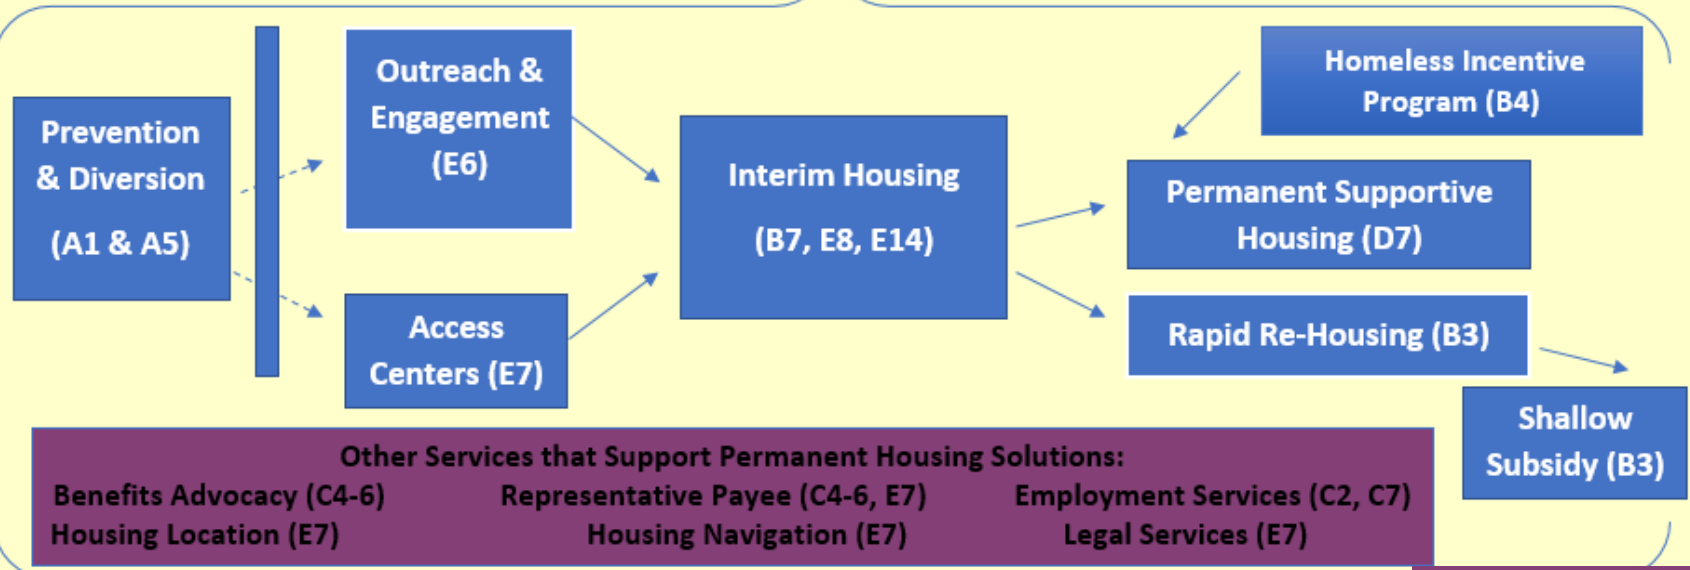 Prevention
& Diversion
(A1 & A5)
Outreach &
Engagement
(E6)
Access
Centers (E7)
Interim Housing
(B7, E8, E14)
Homeless Incentive
Program (B4)
Permanent Supportive
Housing (D7)
Rapid Re-Housing (B3)
Shallow
Subsidy (B3)
Other Services that Support Permanent Housing Solutions:
Benefits Advocacy (C4-6) Representative Payee (C4-6, E7) Employment Services (C2, C7)
Housing Location (E7) Housing Navigation (E7) Legal Services (E7)